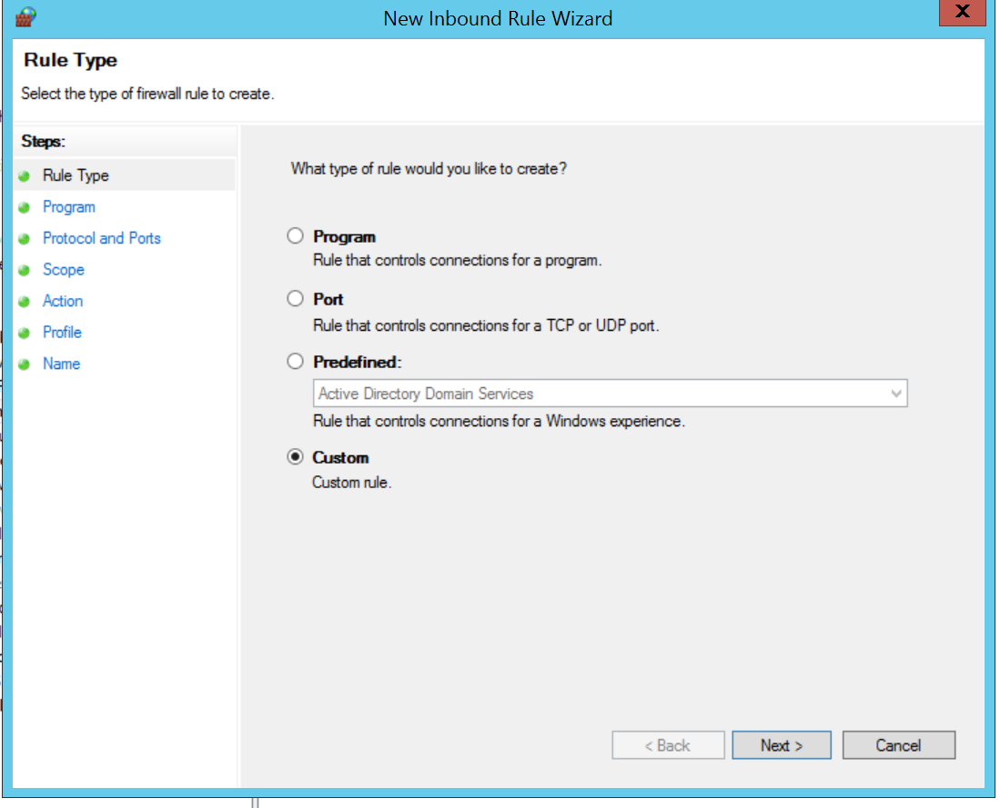 New Inbound Rule Wizard
X
Rule Type
Select the type of firewall rule to create.
Steps:
Rule Type
Program
Protocol and Ports
Scope
Action
Profile
Name
What type of rule would you like to create?
Program
Rule that controls connections for a program.
Port
Rule that controls connections for a TCP or UDP port.
Predefined:
Active Directory Domain Services
Rule that controls connections for a Windows experience.
Custom
Custom rule.
< Back
Next >
Cancel